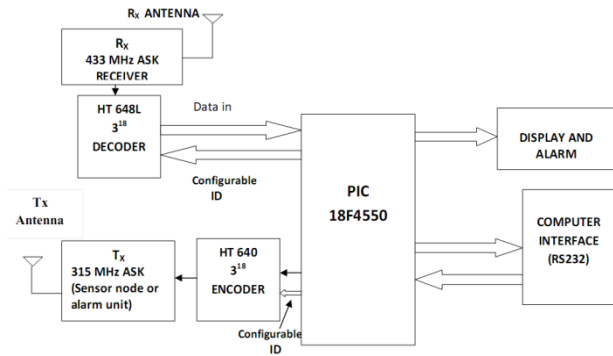 Rx ANTENNA
Rx
433 MHz ASK
RECEIVER
HT 648L
3^18
DECODER
Data in
Configurable
ID
PIC
18F4550
DISPLAY AND
ALARM
COMPUTER
INTERFACE
(RS232)
Tx
Antenna
Tx
315 MHz ASK
(Sensor node or
alarm unit)
HT 640
3^18
ENCODER
Configurable
ID